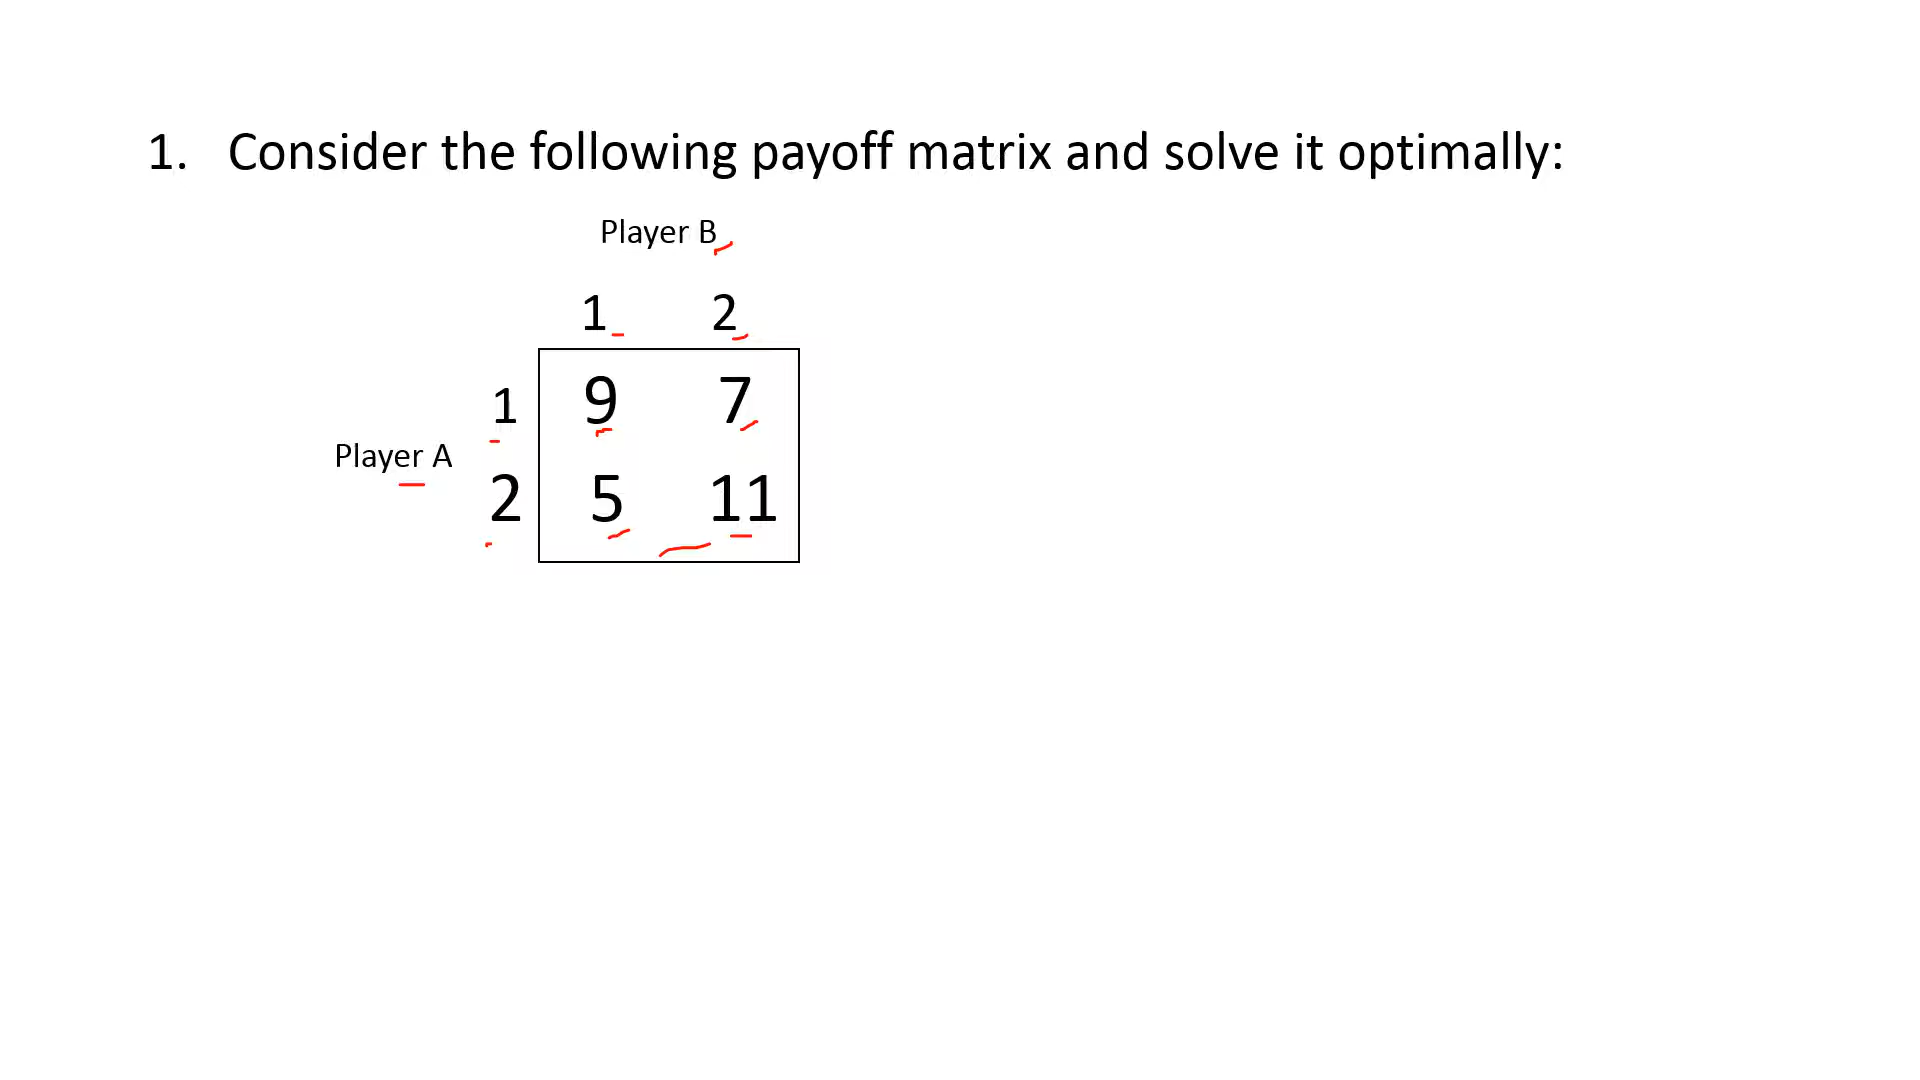 1. Consider the following payoff matrix and solve it optimally:
Player B
1 2
1 9 7
Player A
2 5 11